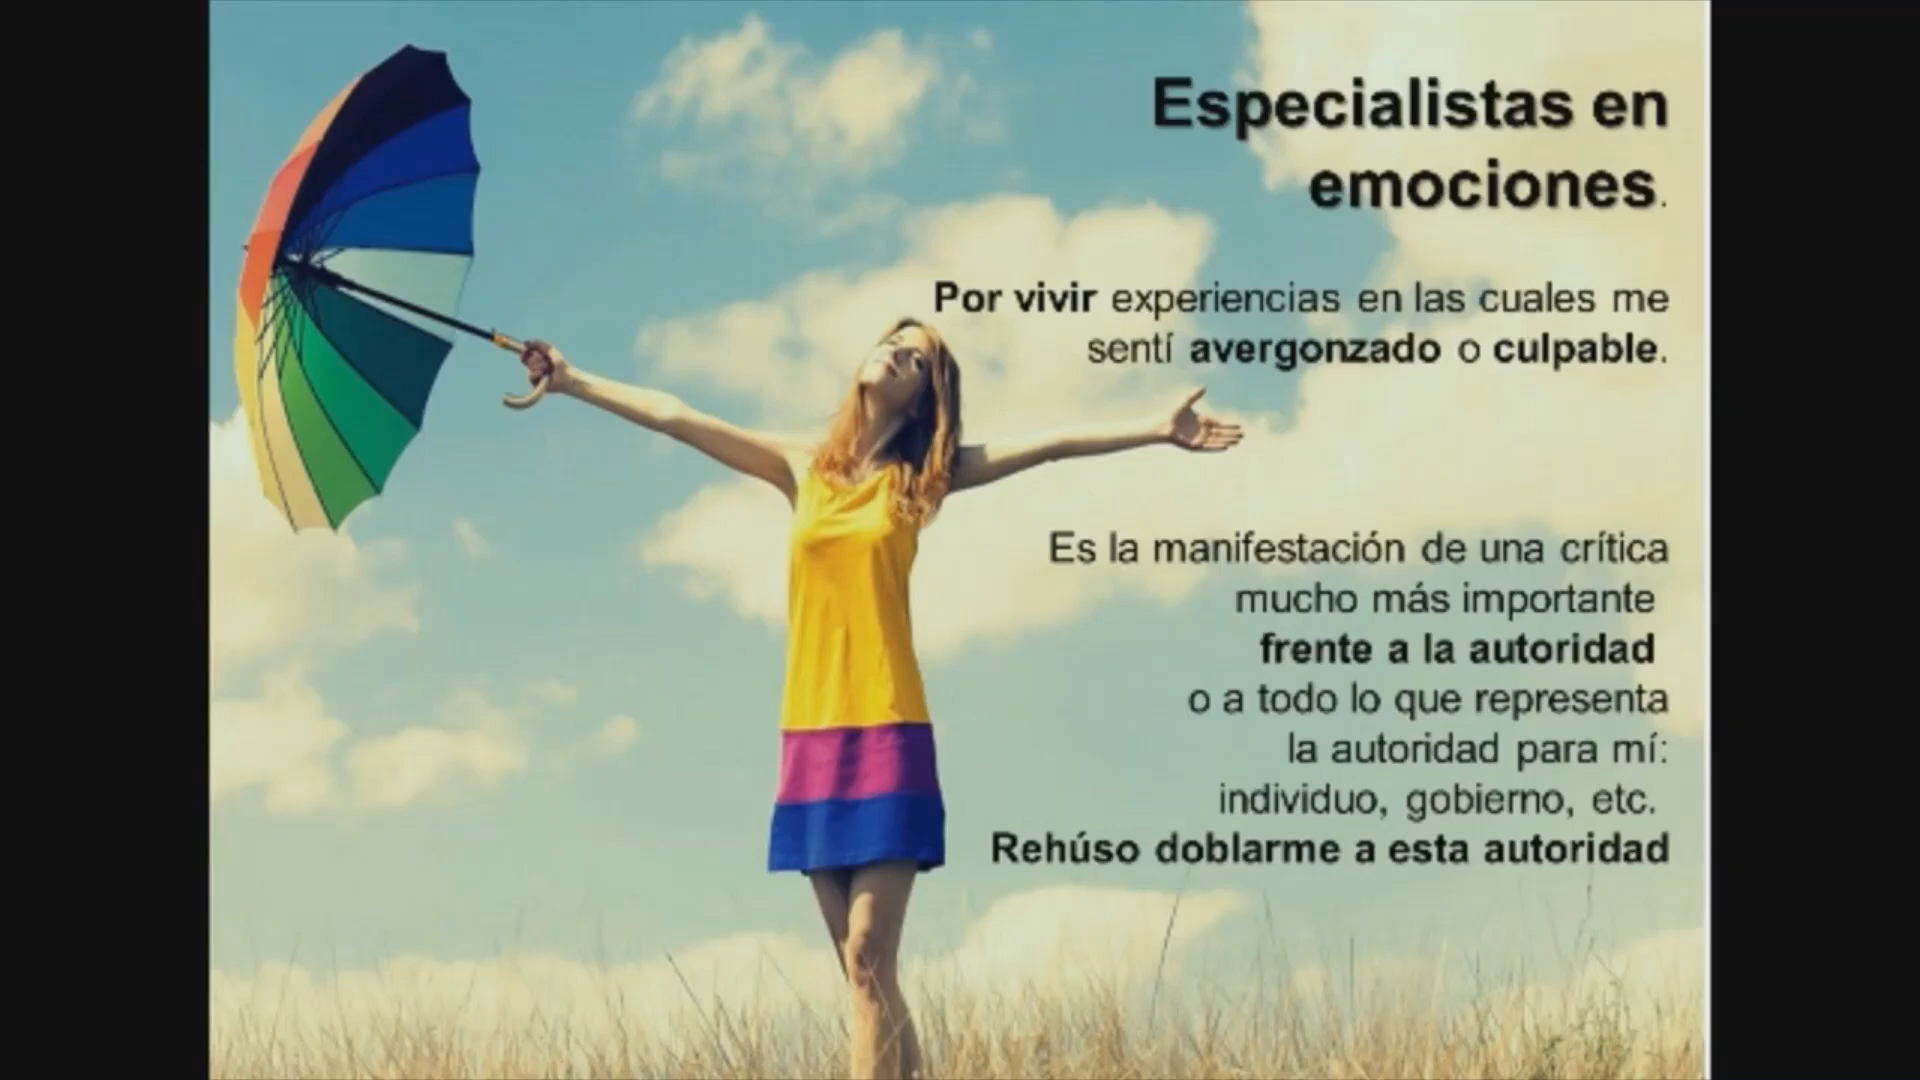 Especialistas en
emociones.
Por vivir experiencias en las cuales me
sentí avergonzado o culpable.
Es la manifestación de una crítica
mucho más importante
frente a la autoridad
o a todo lo que representa
la autoridad para mí:
individuo, gobierno, etc.
Rehúso doblarme a esta autoridad